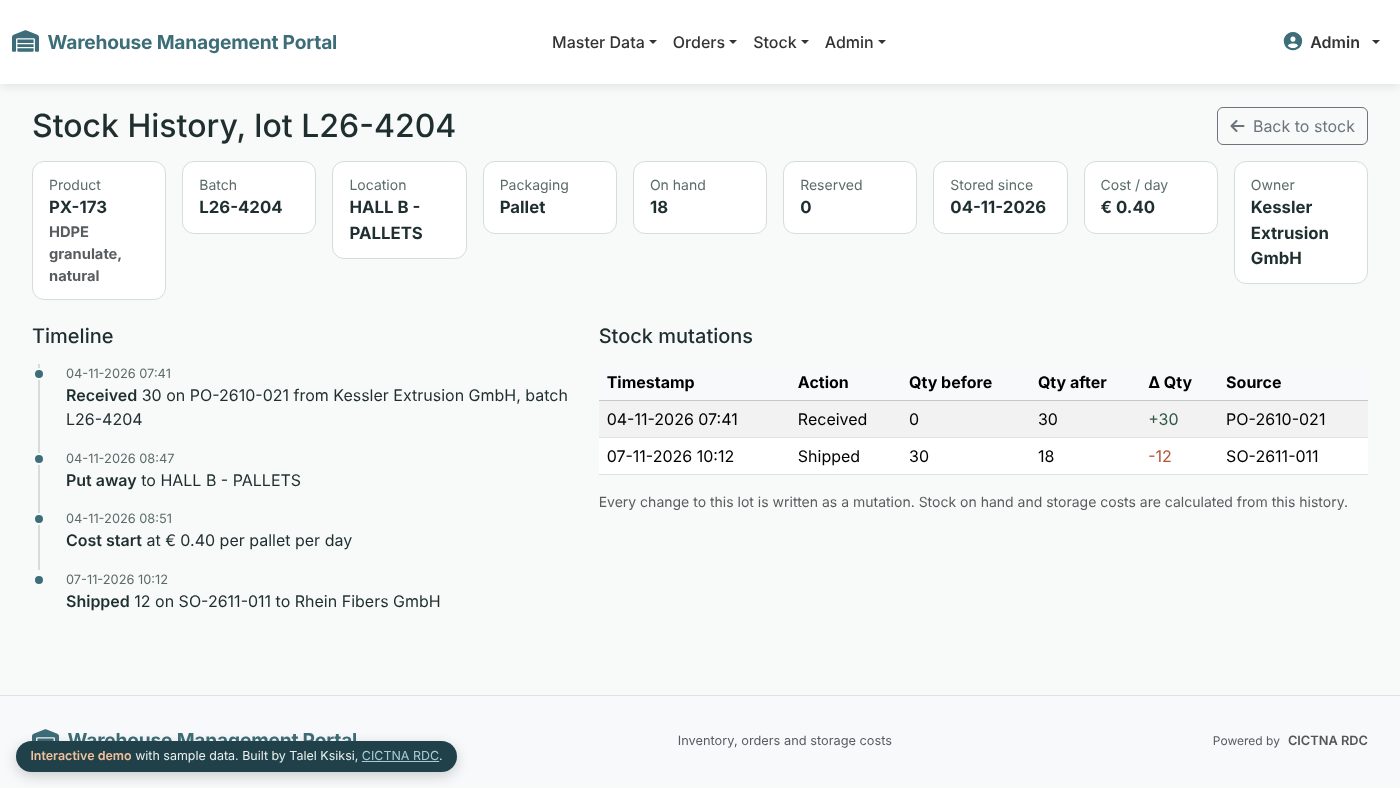 Warehouse Management Portal
Master Data
Orders
Stock
Admin
Admin
Stock History, lot L26-4204
Back to stock
Product
PX-173
HDPE
granulate,
natural
Batch
L26-4204
Location
HALL B -
PALLETS
Packaging
Pallet
On hand
18
Reserved
0
Stored since
04-11-2026
Cost / day
€ 0.40
Owner
Kessler
Extrusion
GmbH
Timeline
04-11-2026 07:41
Received 30 on PO-2610-021 from Kessler Extrusion GmbH, batch
L26-4204
04-11-2026 08:47
Put away to HALL B - PALLETS
04-11-2026 08:51
Cost start at € 0.40 per pallet per day
07-11-2026 10:12
Shipped 12 on SO-2611-011 to Rhein Fibers GmbH
Stock mutations
Timestamp Action Qty before Qty after Δ Qty Source
04-11-2026 07:41 Received 0 30 +30 PO-2610-021
07-11-2026 10:12 Shipped 30 18 -12 SO-2611-011
Every change to this lot is written as a mutation. Stock on hand and storage costs are calculated from this history.
Warehouse Management Portal
Interactive demo with sample data. Built by Talel Ksiksi, CICTNA RDC.
Inventory, orders and storage costs
Powered by CICTNA RDC